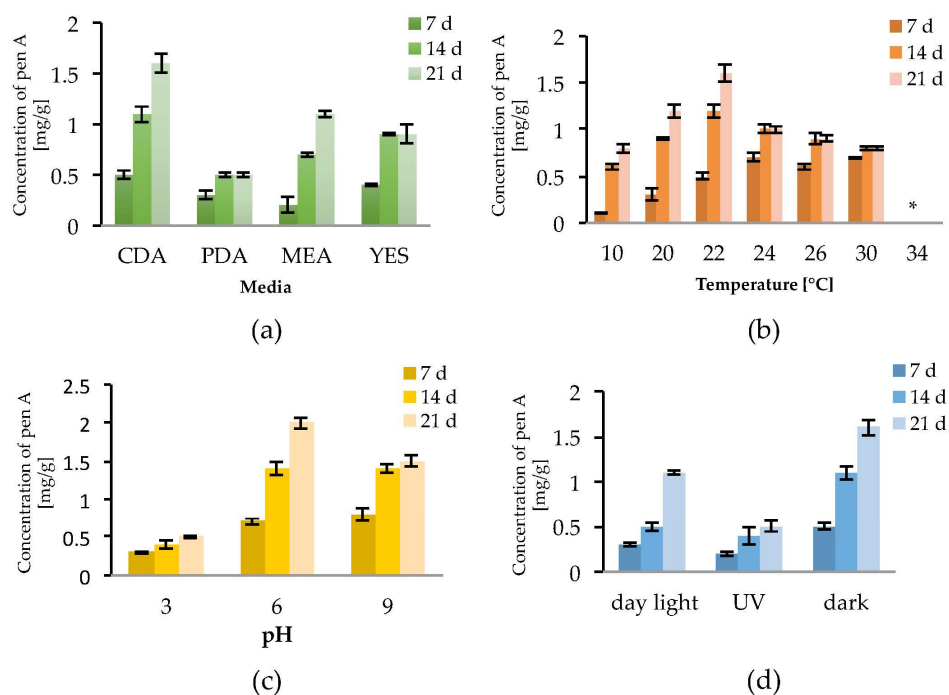 Concentration of pen A
[mg/g]
2
1.5
1
0.5
0
7 d
14 d
21 d
CDA PDA MEA YES
Media
(a)
Concentration of pen A
[mg/g]
2
1.5
1
0.5
0
7 d
14 d
21 d
*
10 20 22 24 26 30 34
Temperature [°C]
(b)
Concentration of pen A
[mg/g]
2.5
2
1.5
1
0.5
0
7 d
14 d
21 d
3 6 9
pH
(c)
Concentration of pen A
[mg/g]
2
1.5
1
0.5
0
7 d
14 d
21 d
day light UV dark
(d)